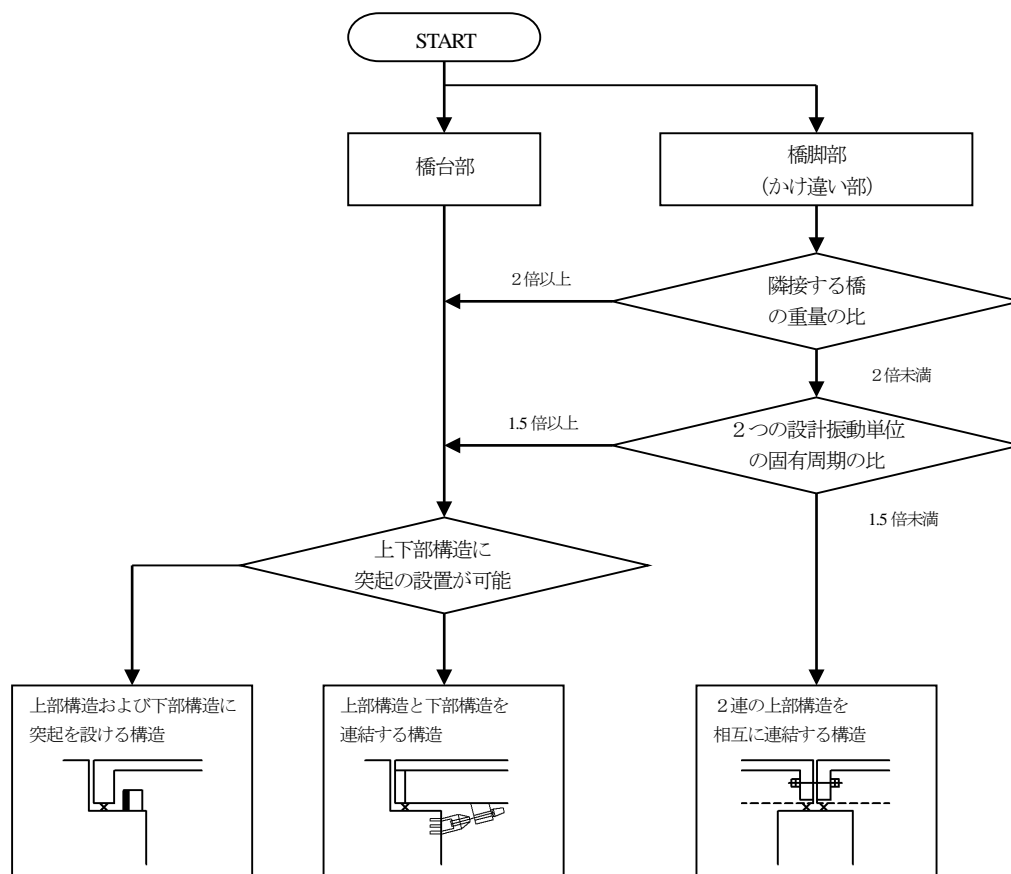 START
橋台部
橋脚部
(かけ違い部)
2倍以上
隣接する橋
の重量の比
2倍未満
1.5倍以上
2つの設計振動単位
の固有周期の比
1.5倍未満
上下部構造に
突起の設置が可能
上部構造および下部構造に
突起を設ける構造
上部構造と下部構造を
連結する構造
2連の上部構造を
相互に連結する構造